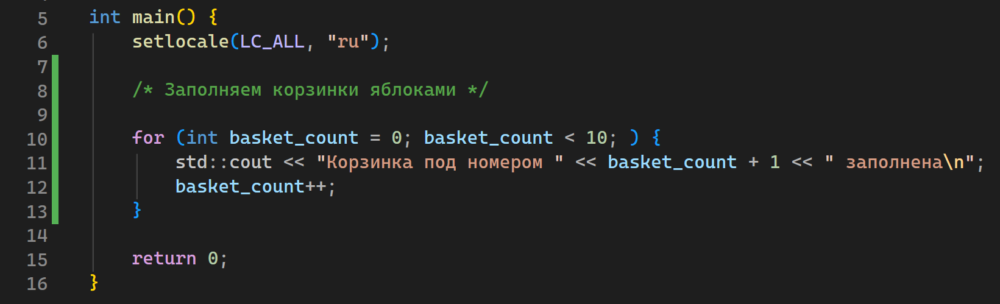 5 int main() {
6 setlocale(LC_ALL, "ru");
7
8 /* Заполняем корзинки яблоками */
9
10 for (int basket_count = 0; basket_count < 10; ) {
11 std::cout << "Корзинка под номером " << basket_count + 1 << " заполнена\n";
12 basket_count++;
13 }
14
15 return 0;
16 }